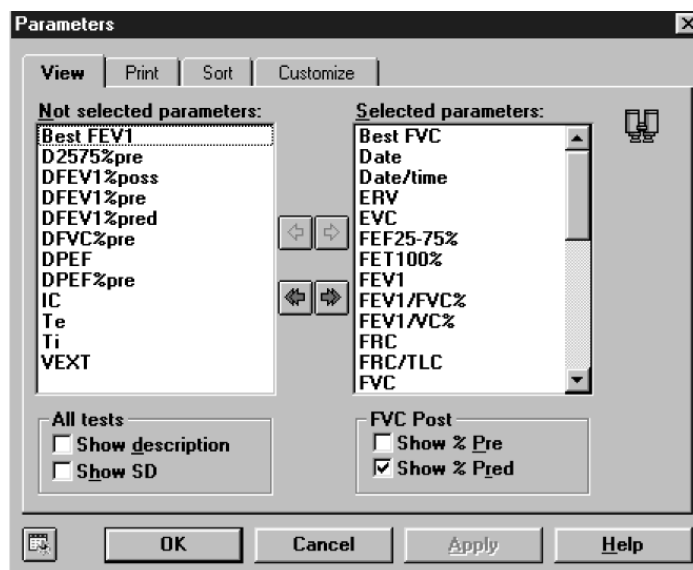 Parameters
View Print Sort Customize
Not selected parameters:
Best FEV1
D2575%pre
DFEV1%poss
DFEV1%pre
DFEV1%pred
DFVC%pre
DPEF
DPEF%pre
IC
Te
Ti
VEXT
Selected parameters:
Best FVC
Date
Date/time
ERV
EVC
FEF25-75%
FET100%
FEV1
FEV1/FVC%
FEV1/VC%
FRC
FRC/TLC
FVC
All tests
Show description
Show SD
FVC Post
Show % Pre
Show % Pred
OK Cancel Apply Help